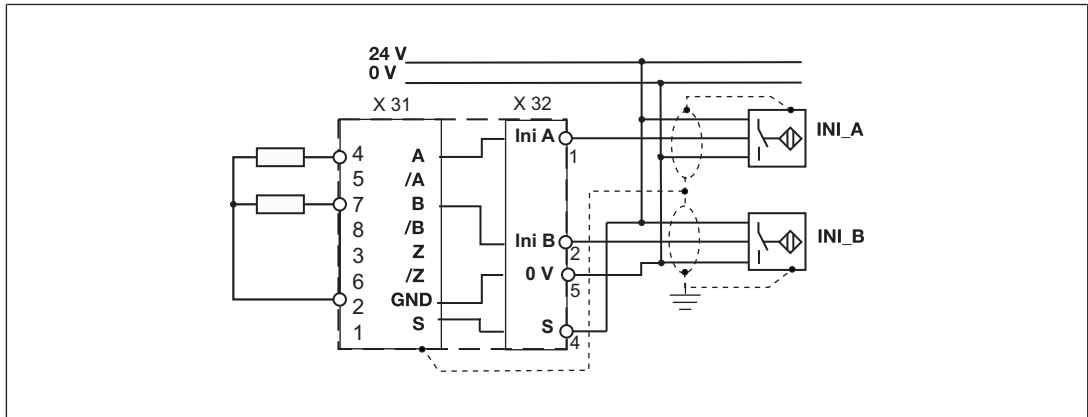 24 V
0 V
X 31
X 32
4 A
5 /A
7 B
8 /B
3 Z
6 /Z
2 GND
1 S
Ini A
1
Ini B
2
0 V
5
S
4
INI_A
INI_B